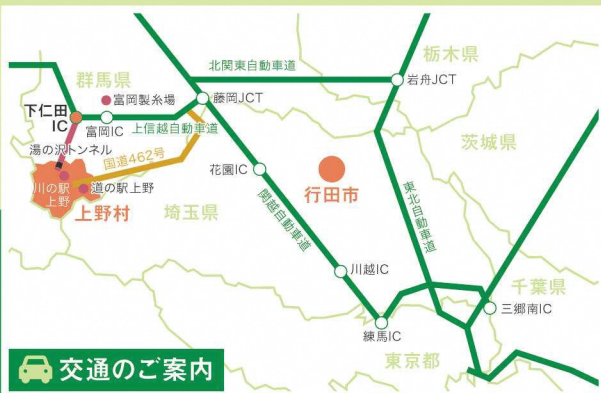 北関東自動車道
栃木県
岩舟JCT
群馬県
富岡製糸場
藤岡JCT
下仁田
IC
富岡IC
上信越自動車道
茨城県
湯の沢トンネル
国道462号
花園IC
川の駅
上野
道の駅上野
行田市
上野村
埼玉県
関越自動車道
東北自動車道
川越IC
千葉県
三郷南IC
練馬IC
東京都
交通のご案内